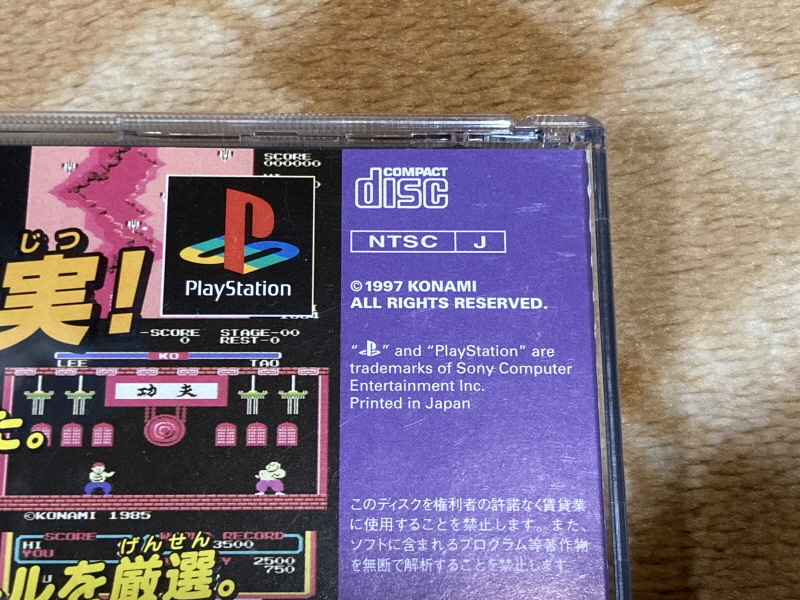 SCORE
000000
COMPACT
disc
NTSC J
じつ
実!
PlayStation
©1997 KONAMI
ALL RIGHTS RESERVED.
-SCORE STAGE-00
0 REST-0
KO
LEE TAO
功夫
"PS" and "PlayStation" are
trademarks of Sony Computer
Entertainment Inc.
Printed in Japan
た。
©KONAMI 1985
このディスクを権利者の許諾なく賃貸業
に使用することを禁止します。また、
ソフトに含まれるプログラム等著作物
を無断で解析することを禁止します。
SCORE RECORD
HI 3500
YOU
げんせん
2500
750
ルを厳選。